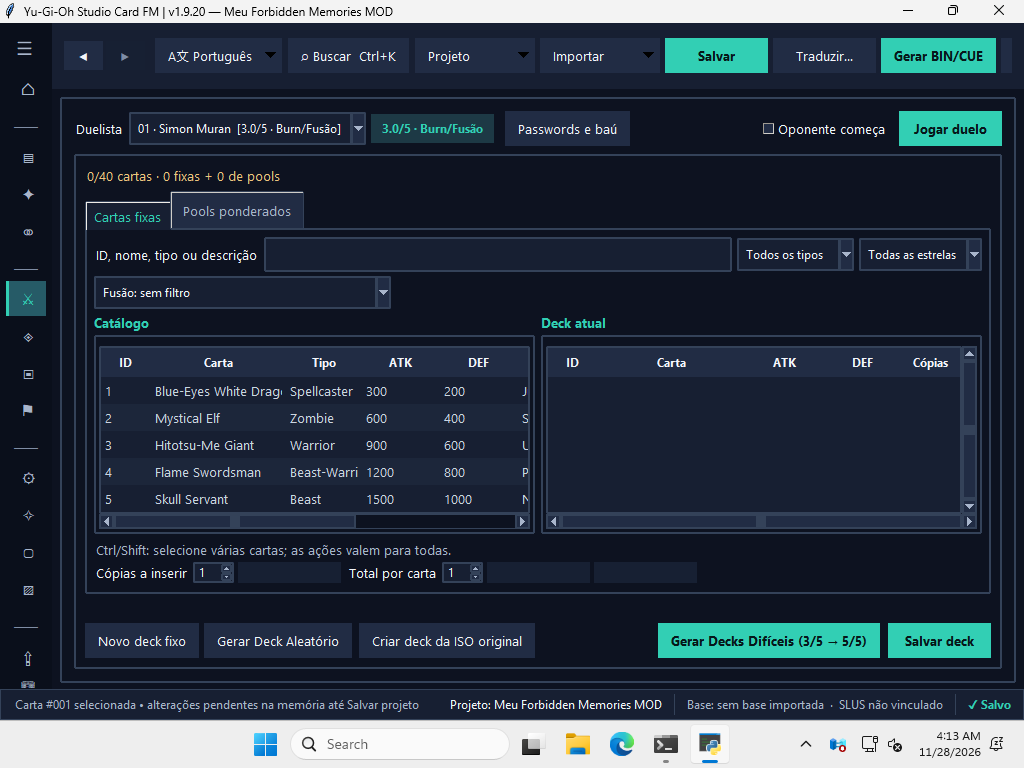 Yu-Gi-Oh Studio Card FM | v1.9.20 — Meu Forbidden Memories MOD
A文 Português
Buscar Ctrl+K
Projeto
Importar
Salvar
Traduzir...
Gerar BIN/CUE
Duelista
01 · Simon Muran [3.0/5 · Burn/Fusão]
3.0/5 · Burn/Fusão
Passwords e baú
Oponente começa
Jogar duelo
0/40 cartas · 0 fixas + 0 de pools
Cartas fixas
Pools ponderados
ID, nome, tipo ou descrição
Todos os tipos
Todas as estrelas
Fusão: sem filtro
Catálogo
Deck atual
ID Carta Tipo ATK DEF
ID Carta ATK DEF Cópias
1 Blue-Eyes White Drag Spellcaster 300 200 J
2 Mystical Elf Zombie 600 400 S
3 Hitotsu-Me Giant Warrior 900 600 U
4 Flame Swordsman Beast-Warri 1200 800 P
5 Skull Servant Beast 1500 1000 N
Ctrl/Shift: selecione várias cartas; as ações valem para todas.
Cópias a inserir 1
Total por carta 1
Novo deck fixo
Gerar Deck Aleatório
Criar deck da ISO original
Gerar Decks Difíceis (3/5 → 5/5)
Salvar deck
Carta #001 selecionada • alterações pendentes na memória até Salvar projeto
Projeto: Meu Forbidden Memories MOD
Base: sem base importada · SLUS não vinculado
✓ Salvo
Search
4:13 AM
11/28/2026